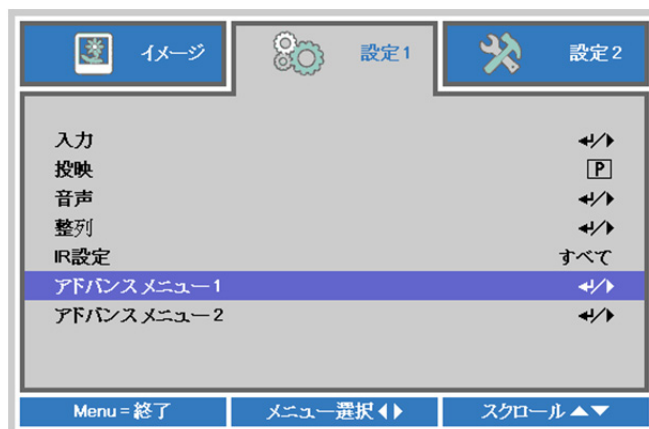 イメージ
設定1
設定2
入力 ↵/▶
投映 P
音声 ↵/▶
整列 ↵/▶
IR設定 すべて
アドバンスメニュー1 ↵/▶
アドバンスメニュー2 ↵/▶
Menu=終了
メニュー選択◀▶
スクロール▲▼